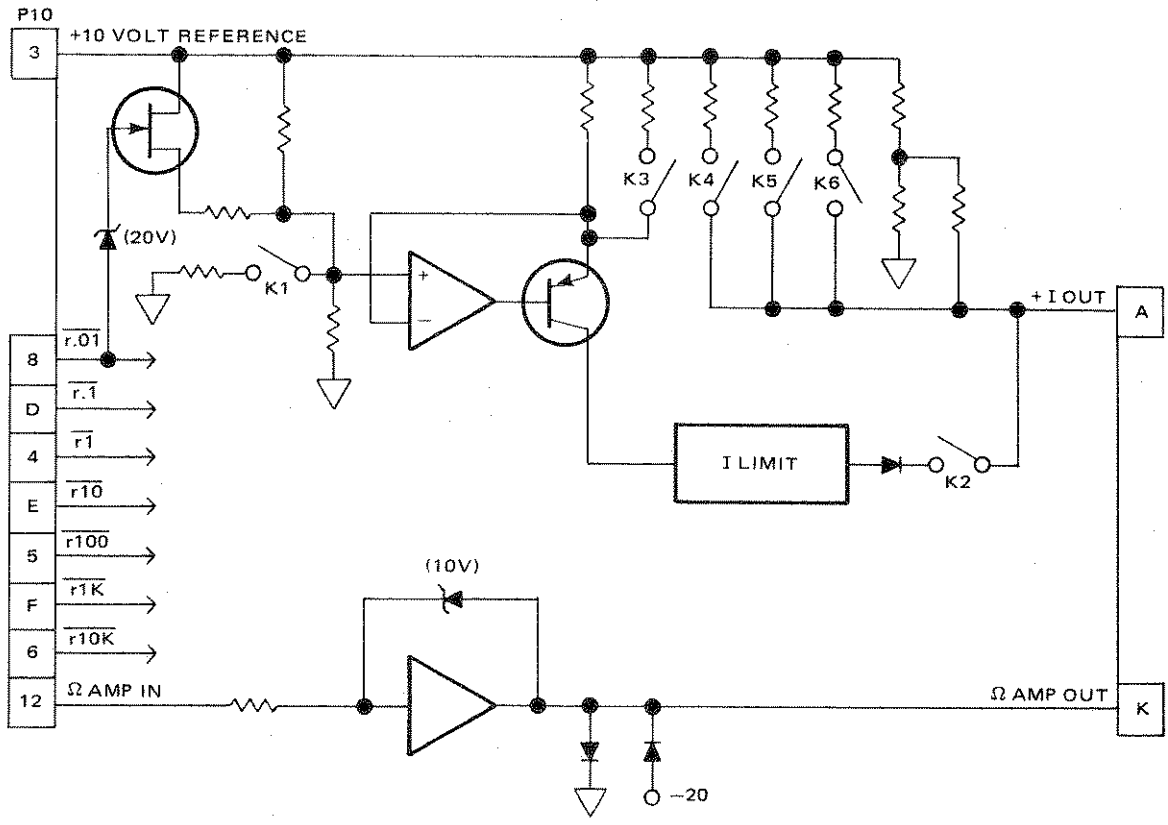 P10
3
+10 VOLT REFERENCE
K3
K4
K5
K6
(20V)
K1
+
−
+ I OUT
A
8
r.01
D
r.1
4
r1
I LIMIT
K2
E
r10
5
r100
(10V)
F
r1K
6
r10K
12
Ω AMP IN
Ω AMP OUT
K
−20